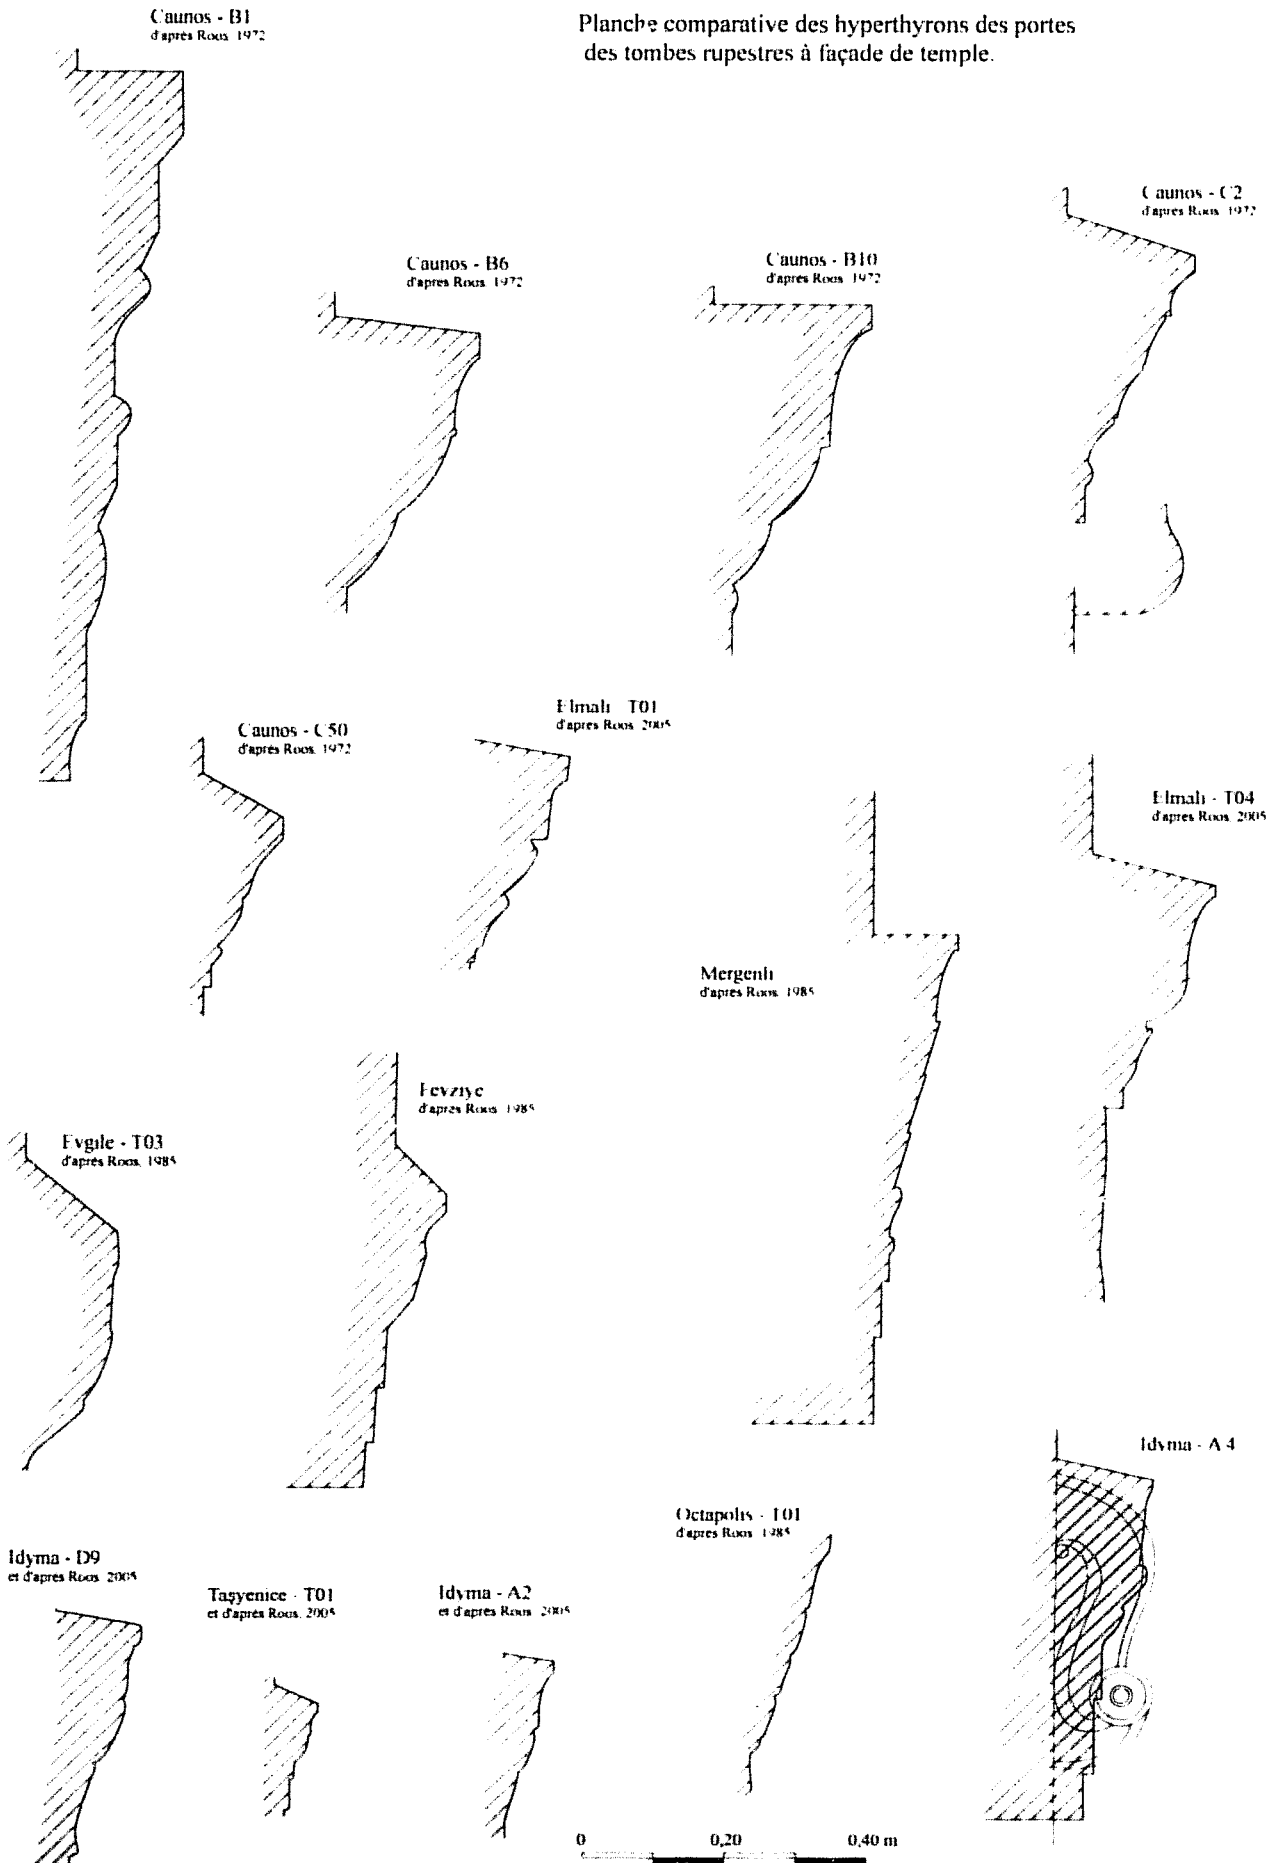 Caunos - B1
d'après Roos. 1972
Planche comparative des hyperthyrons des portes
des tombes rupestres à façade de temple.
Caunos - C2
d'après Roos. 1972
Caunos - B6
d'après Roos. 1972
Caunos - B10
d'après Roos. 1972
Caunos - C50
d'après Roos. 1972
Elmalı - T01
d'après Roos. 2005
Elmalı - T04
d'après Roos. 2005
Mergenli
d'après Roos. 1985
Fevziye
d'après Roos. 1985
Evgile - T03
d'après Roos. 1985
Idyma - A4
Octapolis - T01
d'après Roos. 1985
Idyma - D9
et d'après Roos. 2005
Taşyenice - T01
et d'après Roos. 2005
Idyma - A2
et d'après Roos. 2005
0 0,20 0,40 m